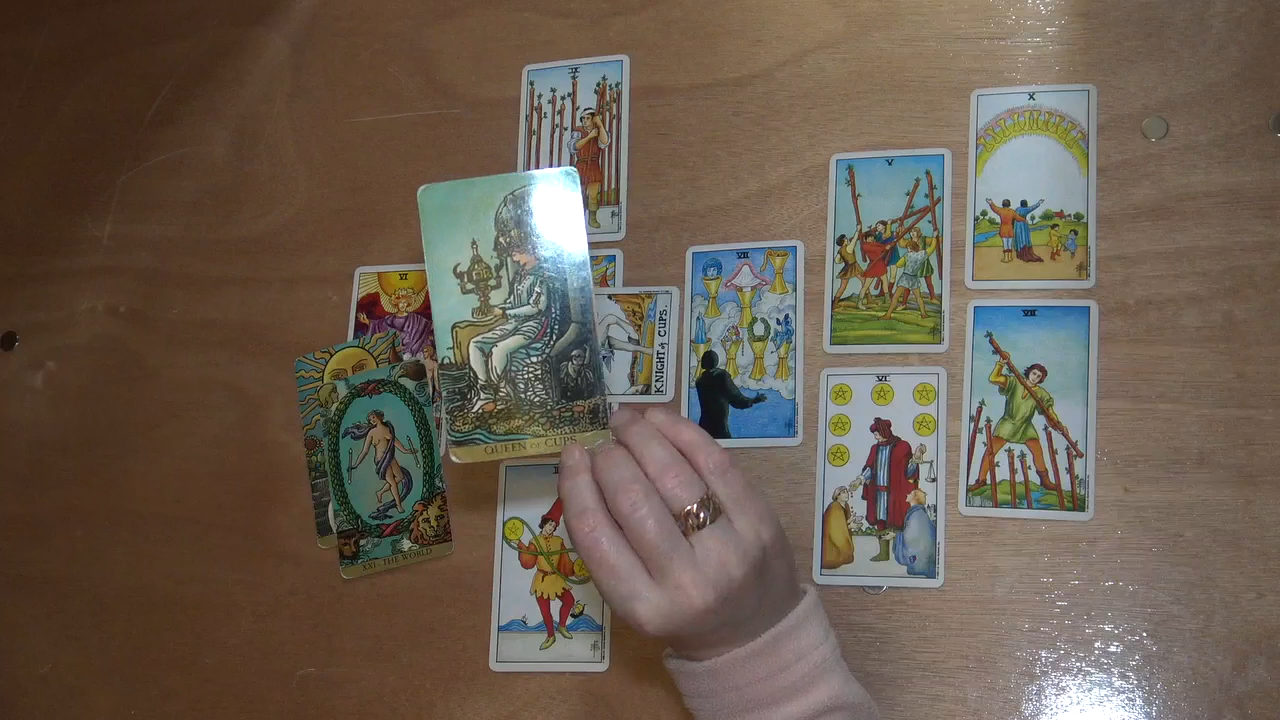 IX
X
V
VII
VI
KNIGHT of CUPS.
QUEEN OF CUPS
VII
VI
XXI - THE WORLD